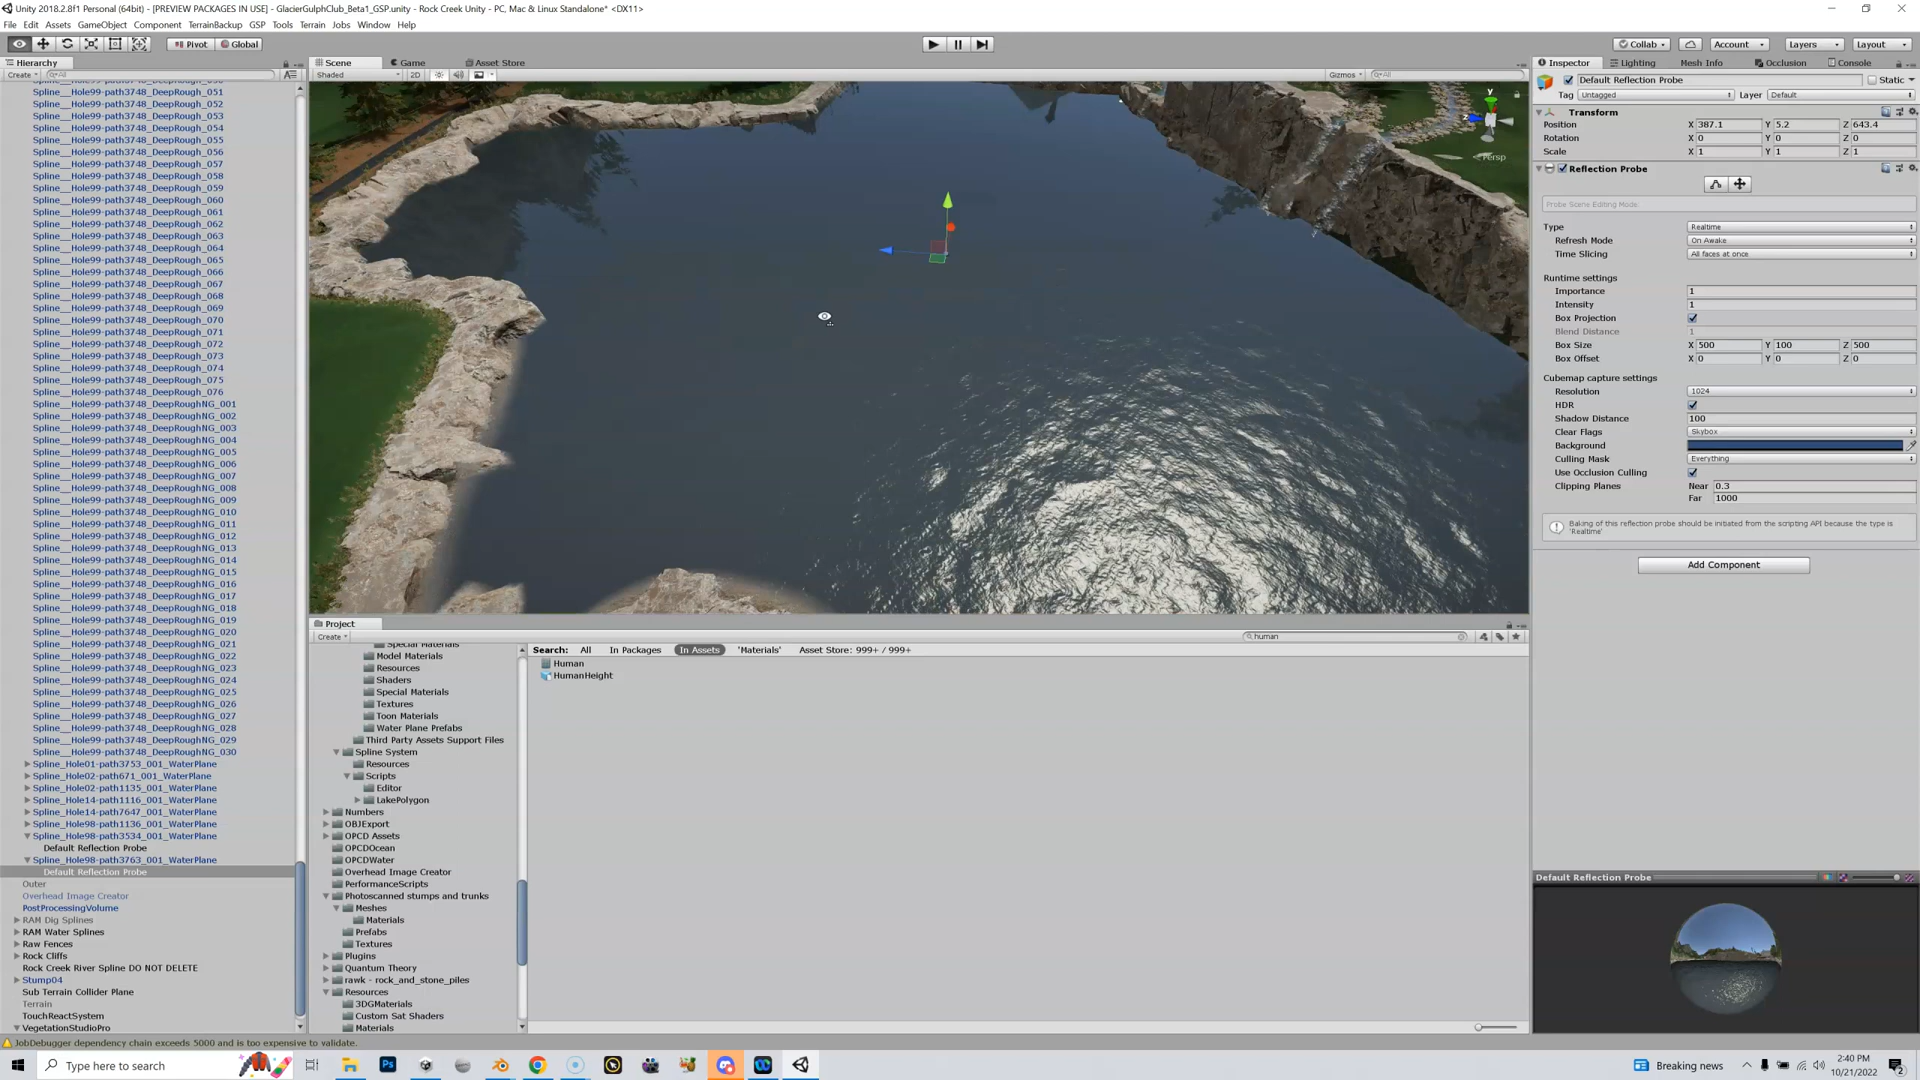 Unity 2018.2.8f1 Personal (64bit) - [PREVIEW PACKAGES IN USE] - GlacierGulphClub_Beta1_GSP.unity - Rock Creek Unity - PC, Mac & Linux Standalone* <DX11>
File Edit Assets GameObject Component TerrainBackup GSP Tools Terrain Jobs Window Help
Pivot Global Collab Account Layers Layout
Hierarchy
Create
Spline__Hole99-path3748_DeepRough_051
Spline__Hole99-path3748_DeepRough_052
Spline__Hole99-path3748_DeepRough_053
Spline__Hole99-path3748_DeepRough_054
Spline__Hole99-path3748_DeepRough_055
Spline__Hole99-path3748_DeepRough_056
Spline__Hole99-path3748_DeepRough_057
Spline__Hole99-path3748_DeepRough_058
Spline__Hole99-path3748_DeepRough_059
Spline__Hole99-path3748_DeepRough_060
Spline__Hole99-path3748_DeepRough_061
Spline__Hole99-path3748_DeepRough_062
Spline__Hole99-path3748_DeepRough_063
Spline__Hole99-path3748_DeepRough_064
Spline__Hole99-path3748_DeepRough_065
Spline__Hole99-path3748_DeepRough_066
Spline__Hole99-path3748_DeepRough_067
Spline__Hole99-path3748_DeepRough_068
Spline__Hole99-path3748_DeepRough_069
Spline__Hole99-path3748_DeepRough_070
Spline__Hole99-path3748_DeepRough_071
Spline__Hole99-path3748_DeepRough_072
Spline__Hole99-path3748_DeepRough_073
Spline__Hole99-path3748_DeepRough_074
Spline__Hole99-path3748_DeepRough_075
Spline__Hole99-path3748_DeepRough_076
Spline__Hole99-path3748_DeepRoughNG_001
Spline__Hole99-path3748_DeepRoughNG_002
Spline__Hole99-path3748_DeepRoughNG_003
Spline__Hole99-path3748_DeepRoughNG_004
Spline__Hole99-path3748_DeepRoughNG_005
Spline__Hole99-path3748_DeepRoughNG_006
Spline__Hole99-path3748_DeepRoughNG_007
Spline__Hole99-path3748_DeepRoughNG_008
Spline__Hole99-path3748_DeepRoughNG_009
Spline__Hole99-path3748_DeepRoughNG_010
Spline__Hole99-path3748_DeepRoughNG_011
Spline__Hole99-path3748_DeepRoughNG_012
Spline__Hole99-path3748_DeepRoughNG_013
Spline__Hole99-path3748_DeepRoughNG_014
Spline__Hole99-path3748_DeepRoughNG_015
Spline__Hole99-path3748_DeepRoughNG_016
Spline__Hole99-path3748_DeepRoughNG_017
Spline__Hole99-path3748_DeepRoughNG_018
Spline__Hole99-path3748_DeepRoughNG_019
Spline__Hole99-path3748_DeepRoughNG_020
Spline__Hole99-path3748_DeepRoughNG_021
Spline__Hole99-path3748_DeepRoughNG_022
Spline__Hole99-path3748_DeepRoughNG_023
Spline__Hole99-path3748_DeepRoughNG_024
Spline__Hole99-path3748_DeepRoughNG_025
Spline__Hole99-path3748_DeepRoughNG_026
Spline__Hole99-path3748_DeepRoughNG_027
Spline__Hole99-path3748_DeepRoughNG_028
Spline__Hole99-path3748_DeepRoughNG_029
Spline__Hole99-path3748_DeepRoughNG_030
Spline_Hole01-path3753_001_WaterPlane
Spline_Hole02-path671_001_WaterPlane
Spline_Hole02-path1135_001_WaterPlane
Spline_Hole14-path1116_001_WaterPlane
Spline_Hole14-path7647_001_WaterPlane
Spline_Hole98-path1136_001_WaterPlane
Spline_Hole98-path3534_001_WaterPlane
Default Reflection Probe
Spline_Hole98-path3763_001_WaterPlane
Default Reflection Probe
Outer
Overhead Image Creator
PostProcessingVolume
RAM Dig Splines
RAM Water Splines
Raw Fences
Rock Cliffs
Rock Creek River Spline DO NOT DELETE
Stump04
Sub Terrain Collider Plane
Terrain
TouchReactSystem
VegetationStudioPro
Scene Game Asset Store
Shaded 2D Gizmos All
y
z
Persp
Project
Create human
Special Materials
Model Materials
Resources
Shaders
Special Materials
Textures
Toon Materials
Water Plane Prefabs
Third Party Assets Support Files
Spline System
Resources
Scripts
Editor
LakePolygon
Numbers
OBJExport
OPCD Assets
OPCDOcean
OPCDWater
Overhead Image Creator
PerformanceScripts
Photoscanned stumps and trunks
Meshes
Materials
Prefabs
Textures
Plugins
Quantum Theory
rawk - rock_and_stone_piles
Resources
3DGMaterials
Custom Sat Shaders
Materials
Search: All In Packages In Assets 'Materials' Asset Store: 999+ / 999+
Human
HumanHeight
Inspector Lighting Mesh Info Occlusion Console
Default Reflection Probe Static
Tag Untagged Layer Default
Transform
Position X 387.1 Y 5.2 Z 643.4
Rotation X 0 Y 0 Z 0
Scale X 1 Y 1 Z 1
Reflection Probe
Probe Scene Editing Mode:
Type Realtime
Refresh Mode On Awake
Time Slicing All faces at once
Runtime settings
Importance 1
Intensity 1
Box Projection
Blend Distance 1
Box Size X 500 Y 100 Z 500
Box Offset X 0 Y 0 Z 0
Cubemap capture settings
Resolution 1024
HDR
Shadow Distance 100
Clear Flags Skybox
Background
Culling Mask Everything
Use Occlusion Culling
Clipping Planes Near 0.3
Far 1000
Baking of this reflection probe should be initiated from the scripting API because the type is
'Realtime'
Add Component
Default Reflection Probe
JobDebugger dependency chain exceeds 5000 and is too expensive to validate.
Type here to search
Breaking news
2:40 PM
10/21/2022
2